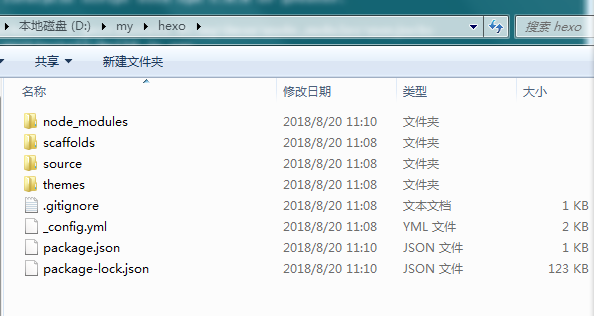 本地磁盘 (D:) ▸ my ▸ hexo
搜索 hexo
共享 新建文件夹
名称 修改日期 类型 大小
node_modules 2018/8/20 11:10 文件夹
scaffolds 2018/8/20 11:08 文件夹
source 2018/8/20 11:08 文件夹
themes 2018/8/20 11:08 文件夹
.gitignore 2018/8/20 11:08 文本文档 1 KB
_config.yml 2018/8/20 11:08 YML 文件 2 KB
package.json 2018/8/20 11:10 JSON 文件 1 KB
package-lock.json 2018/8/20 11:10 JSON 文件 123 KB